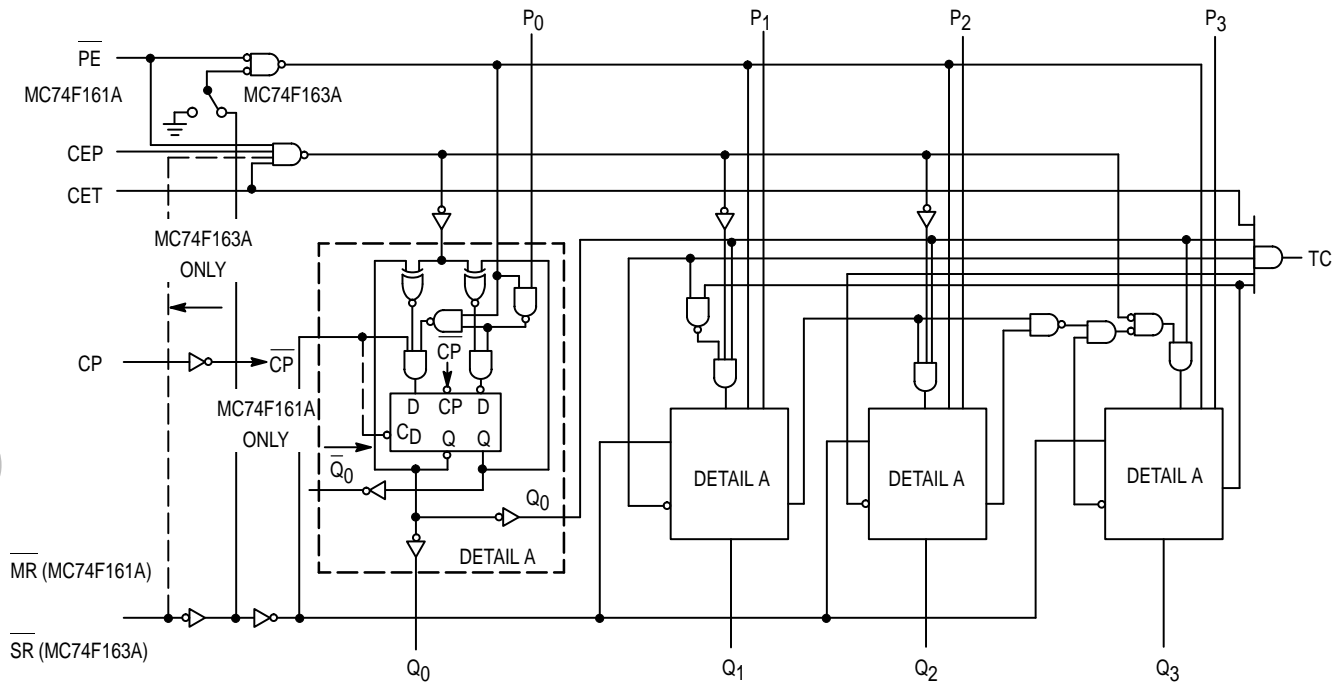 P0
P1
P2
P3
PE
MC74F161A
MC74F163A
CEP
CET
MC74F163A
ONLY
TC
CP
CP
CP
MC74F161A
ONLY
D CP D
CD Q Q
Q0
Q0
DETAIL A
DETAIL A
DETAIL A
DETAIL A
MR (MC74F161A)
SR (MC74F163A)
Q0
Q1
Q2
Q3